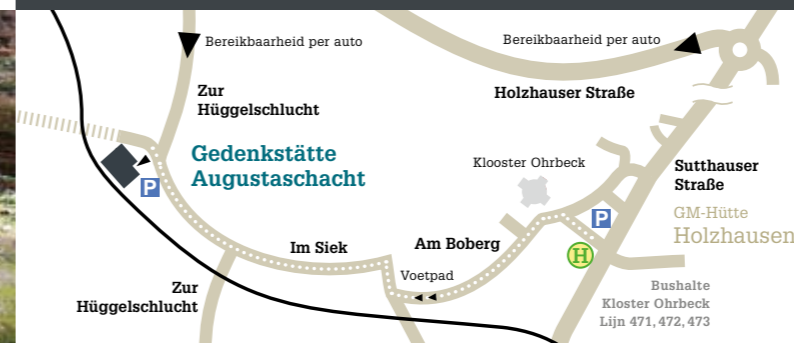 Bereikbaarheid per auto
Bereikbaarheid per auto
Zur
Hüggelschlucht
Holzhauser Straße
Gedenkstätte
Augustaschacht
P
Klooster Ohrbeck
Sutthauser
Straße
P
GM-Hütte
Holzhausen
Im Siek
Am Boberg
H
Voetpad
Zur
Hüggelschlucht
Bushalte
Kloster Ohrbeck
Lijn 471, 472, 473